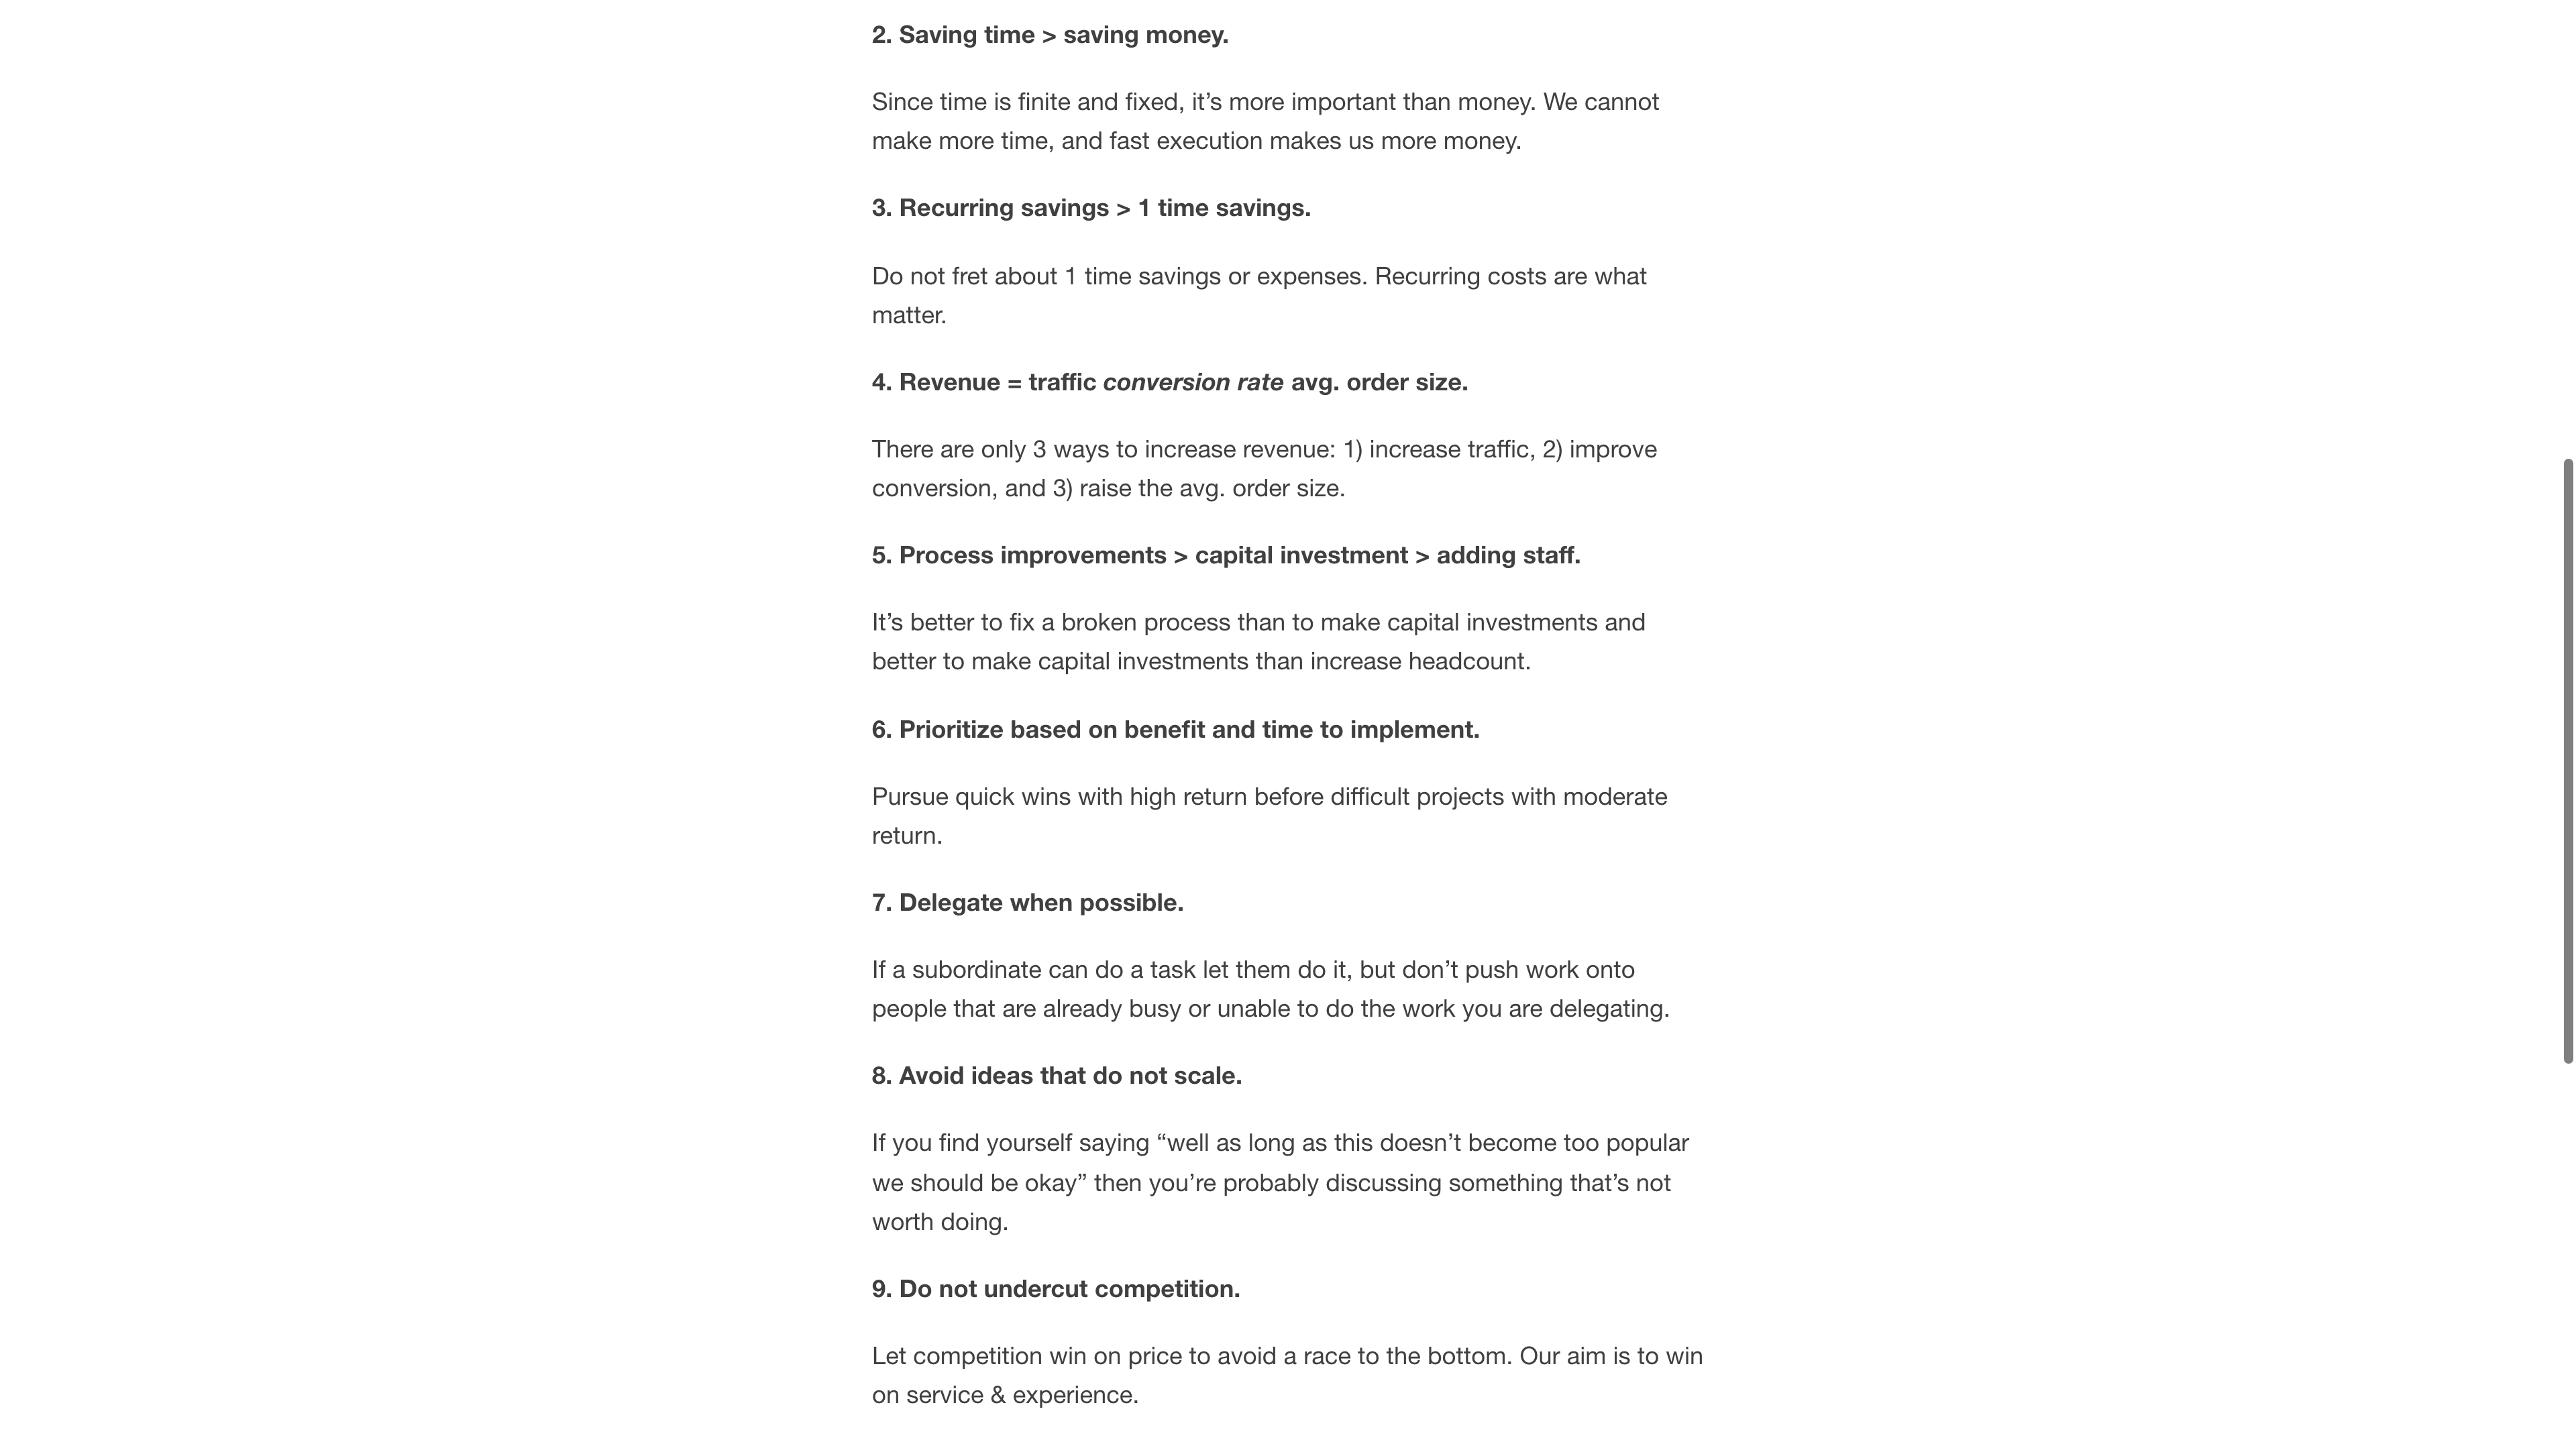 2. Saving time > saving money.
Since time is finite and fixed, it’s more important than money. We cannot
make more time, and fast execution makes us more money.
3. Recurring savings > 1 time savings.
Do not fret about 1 time savings or expenses. Recurring costs are what
matter.
4. Revenue = traffic conversion rate avg. order size.
There are only 3 ways to increase revenue: 1) increase traffic, 2) improve
conversion, and 3) raise the avg. order size.
5. Process improvements > capital investment > adding staff.
It’s better to fix a broken process than to make capital investments and
better to make capital investments than increase headcount.
6. Prioritize based on benefit and time to implement.
Pursue quick wins with high return before difficult projects with moderate
return.
7. Delegate when possible.
If a subordinate can do a task let them do it, but don’t push work onto
people that are already busy or unable to do the work you are delegating.
8. Avoid ideas that do not scale.
If you find yourself saying “well as long as this doesn’t become too popular
we should be okay” then you’re probably discussing something that’s not
worth doing.
9. Do not undercut competition.
Let competition win on price to avoid a race to the bottom. Our aim is to win
on service & experience.